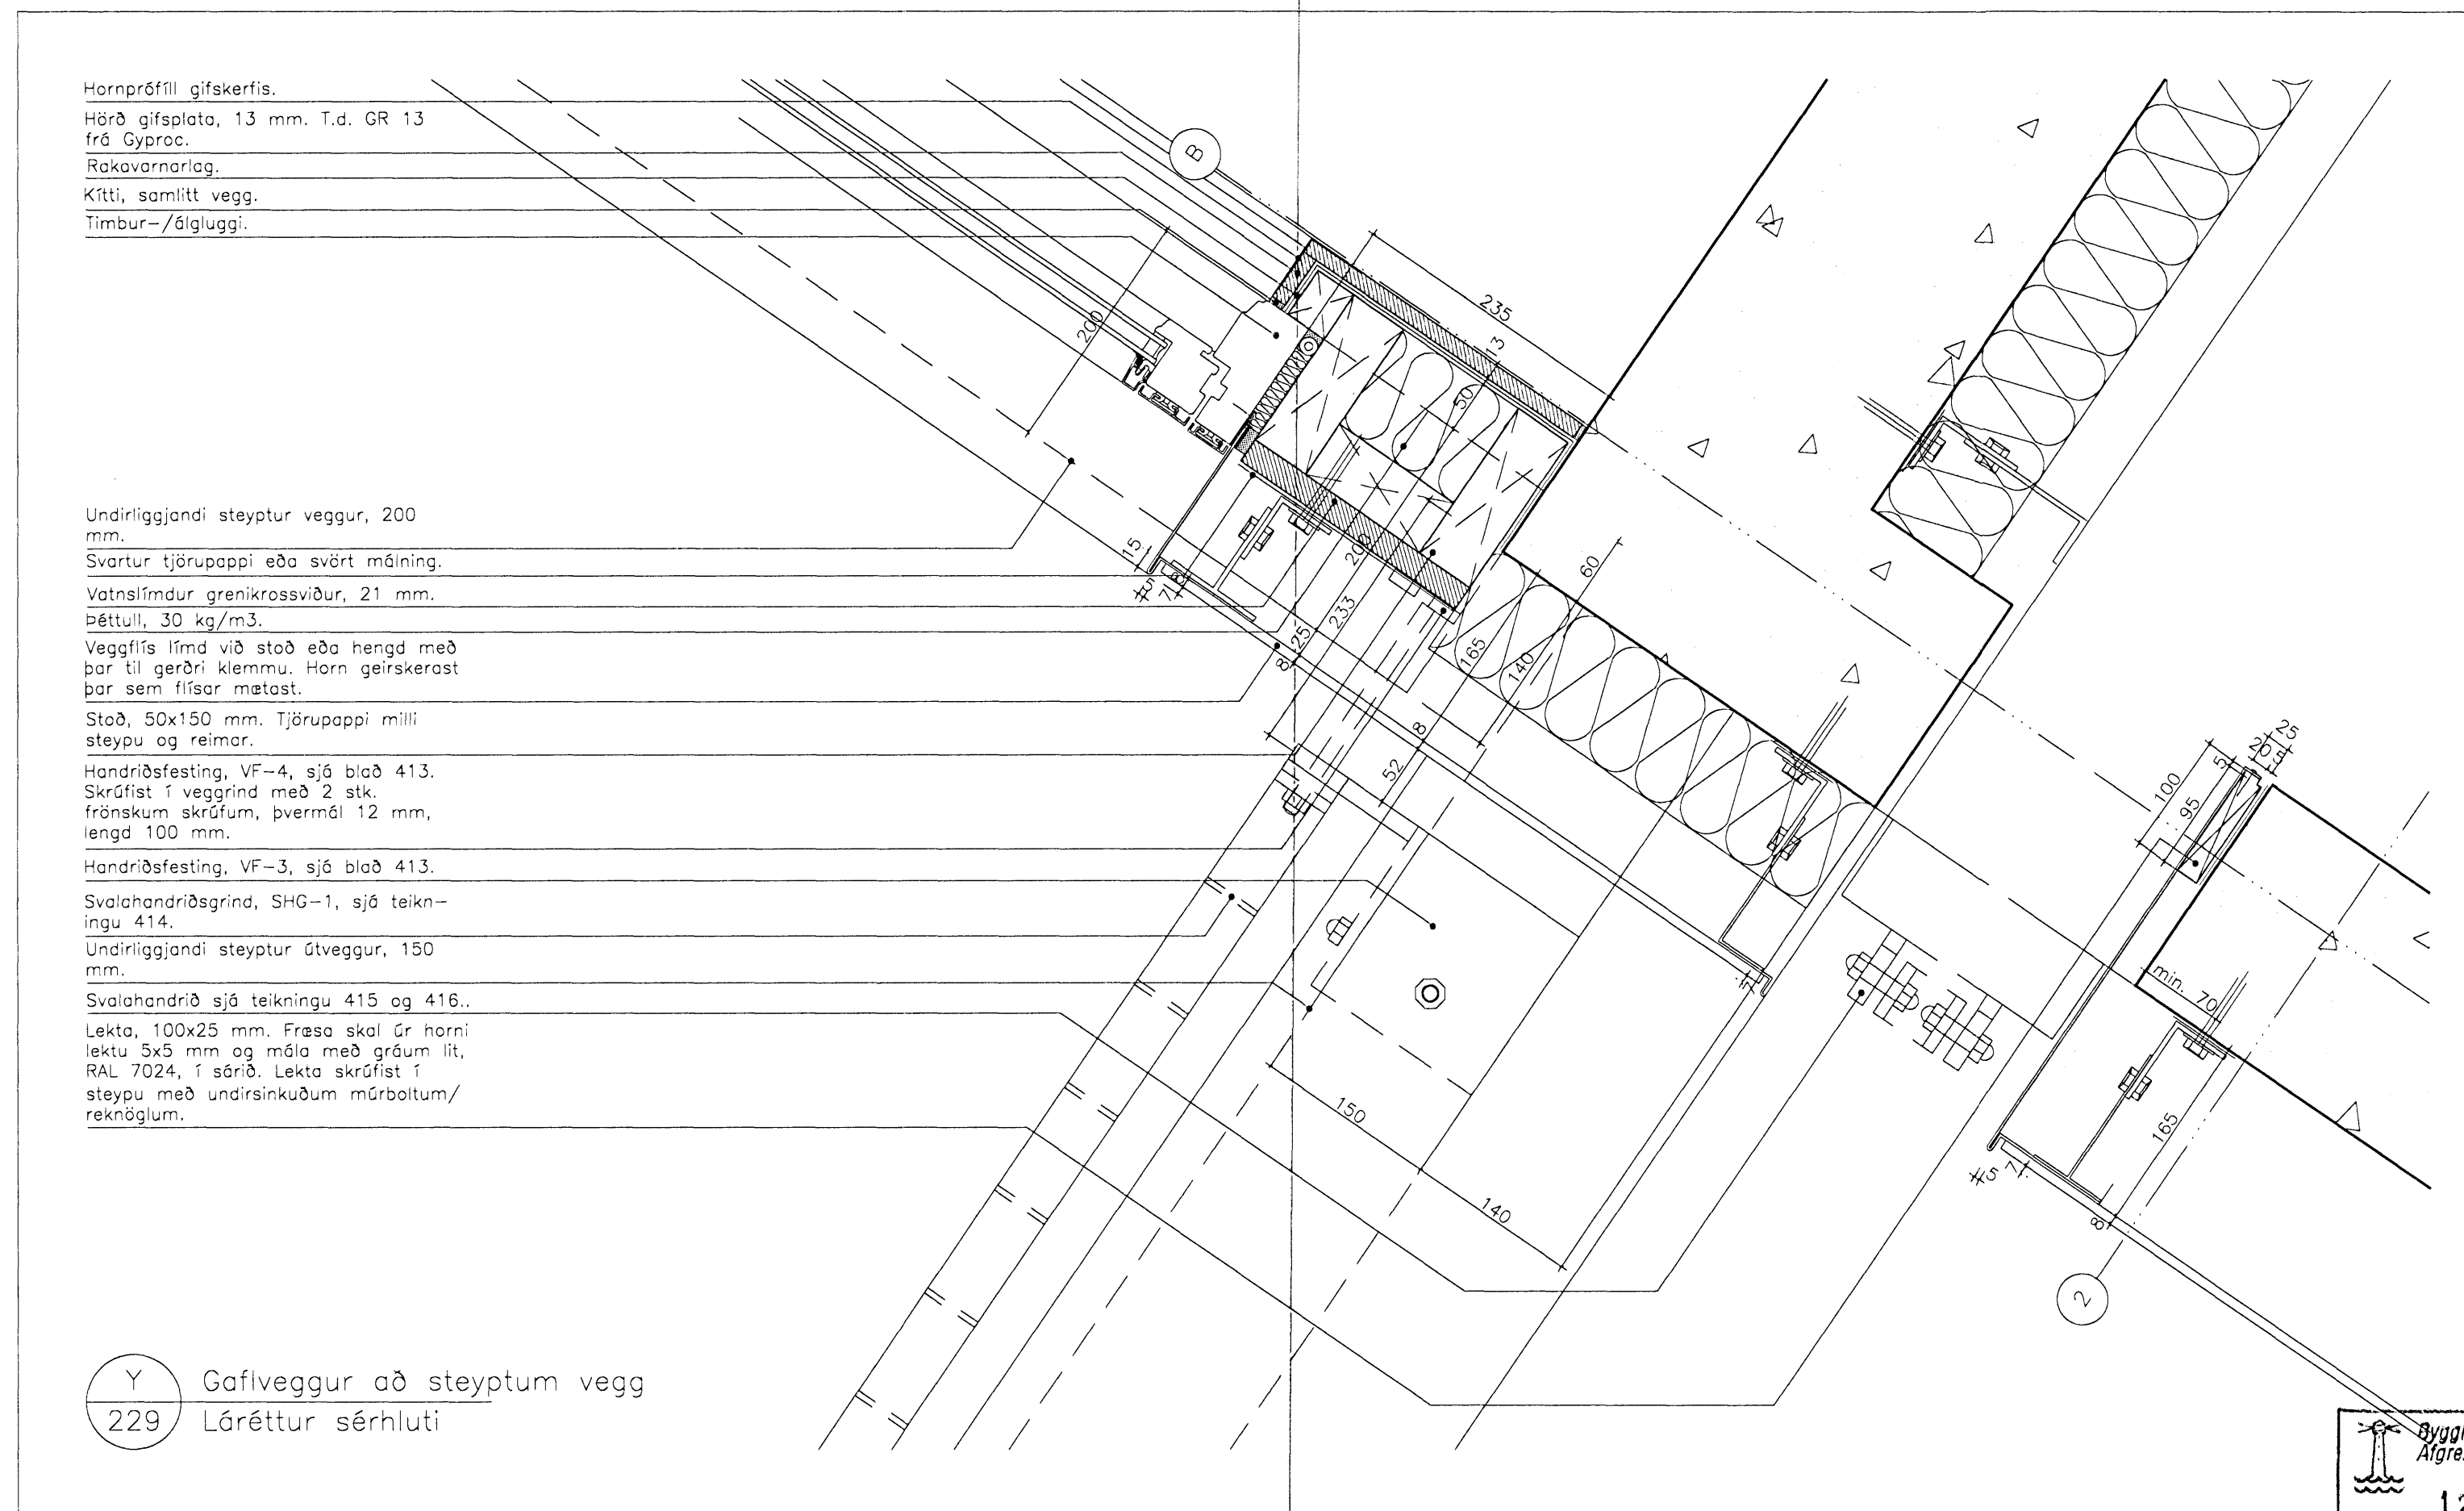 Hornprófíll gifskerfis.
Hörð gifsplata, 13 mm. T.d. GR 13
frá Gyproc.
Rakavarnarlag.
Kítti, samlitt vegg.
Timbur-/álgluggi.
Undirliggjandi steyptur veggur, 200
mm.
Svartur tjörupappi eða svört málning.
Vatnslímdur grenikrossviður, 21 mm.
Þéttull, 30 kg/m3.
Veggflís límd við stoð eða hengd með
þar til gerðri klemmu. Horn geirskerast
þar sem flísar mætast.
Stoð, 50x150 mm. Tjörupappi milli
steypu og reimar.
Handriðsfesting, VF-4, sjá blað 413.
Skrúfist í veggrind með 2 stk.
frönskum skrúfum, þvermál 12 mm,
lengd 100 mm.
Handriðsfesting, VF-3, sjá blað 413.
Svalahandriðsgrind, SHG-1, sjá teikn-
ingu 414.
Undirliggjandi steyptur útveggur, 150
mm.
Svalahandrið sjá teikningu 415 og 416..
Lekta, 100x25 mm. Fræsa skal úr horni
lektu 5x5 mm og mála með gráum lit,
RAL 7024, í sárið. Lekta skrúfist í
steypu með undirsinkuðum múrboltum/
reknöglum.
B
200
235
13
50
15
5
7
18
200
233
25
8
60
165
140
8
52
7
150
140
25
20
5
5
100
95
min. 70
165
5
7
8
2
Y
229
Gaflveggur að steyptum vegg
Láréttur sérhluti